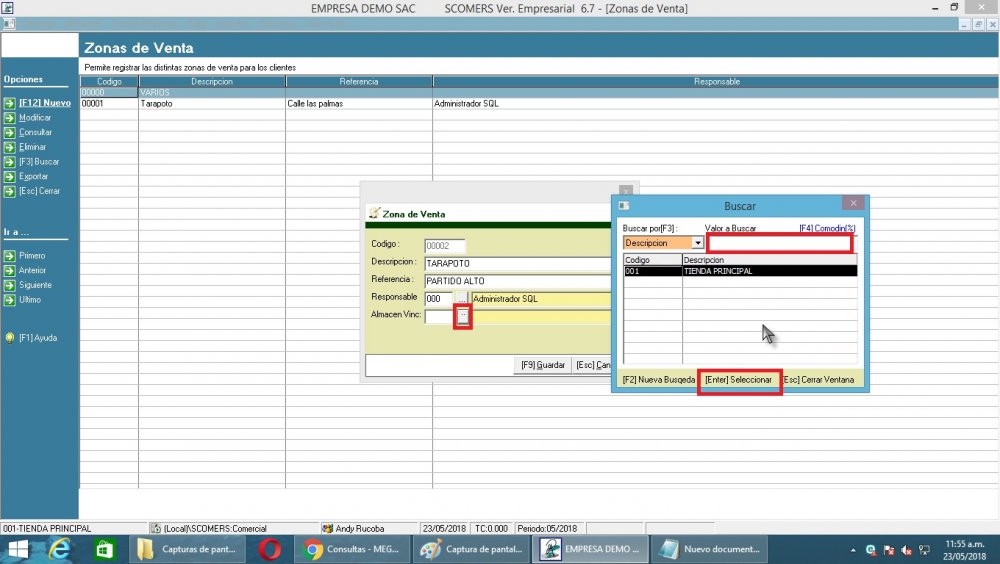 EMPRESA DEMO SAC SCOMERS Ver. Empresarial 6.7 - [Zonas de Venta]
Zonas de Venta
Permite registrar las distintas zonas de venta para los clientes
Opciones
[F12] Nuevo
Modificar
Consultar
Eliminar
[F3] Buscar
Exportar
[Esc] Cerrar
Ir a ...
Primero
Anterior
Siguiente
Ultimo
[F1] Ayuda
Codigo Descripcion Referencia Responsable
00000 VARIOS
00001 Tarapoto Calle las palmas Administrador SQL
Zona de Venta
Codigo : 00002
Descripcion : TARAPOTO
Referencia : PARTIDO ALTO
Responsable 000 ... Administrador SQL
Almacen Vinc: ...
[F9] Guardar [Esc] Can
Buscar
Buscar por[F3] : Valor a Buscar [F4] Comodin(%)
Descripcion
Codigo Descripcion
001 TIENDA PRINCIPAL
[F2] Nueva Busqeda [Enter] Seleccionar [Esc] Cerrar Ventana
001-TIENDA PRINCIPAL (Local)\SCOMERS:Comercial Andy Rucoba 23/05/2018 TC:0.000 Periodo:05/2018
Capturas de pant... Consultas - MEG... Captura de pantal... EMPRESA DEMO ... Nuevo document... 11:55 a.m.
23/05/2018